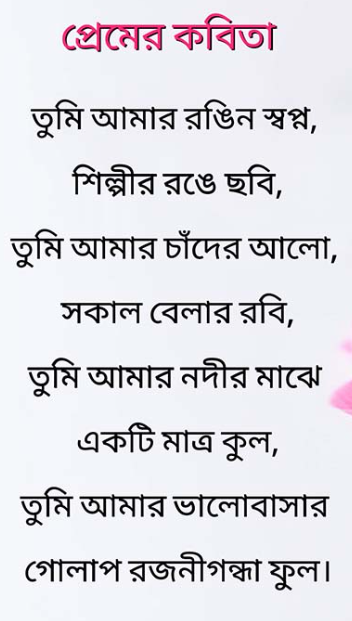 প্রেমের কবিতা
তুমি আমার রঙিন স্বপ্ন,
শিল্পীর রঙে ছবি,
তুমি আমার চাঁদের আলো,
সকাল বেলার রবি,
তুমি আমার নদীর মাঝে
একটি মাত্র কুল,
তুমি আমার ভালোবাসার
গোলাপ রজনীগন্ধা ফুল।